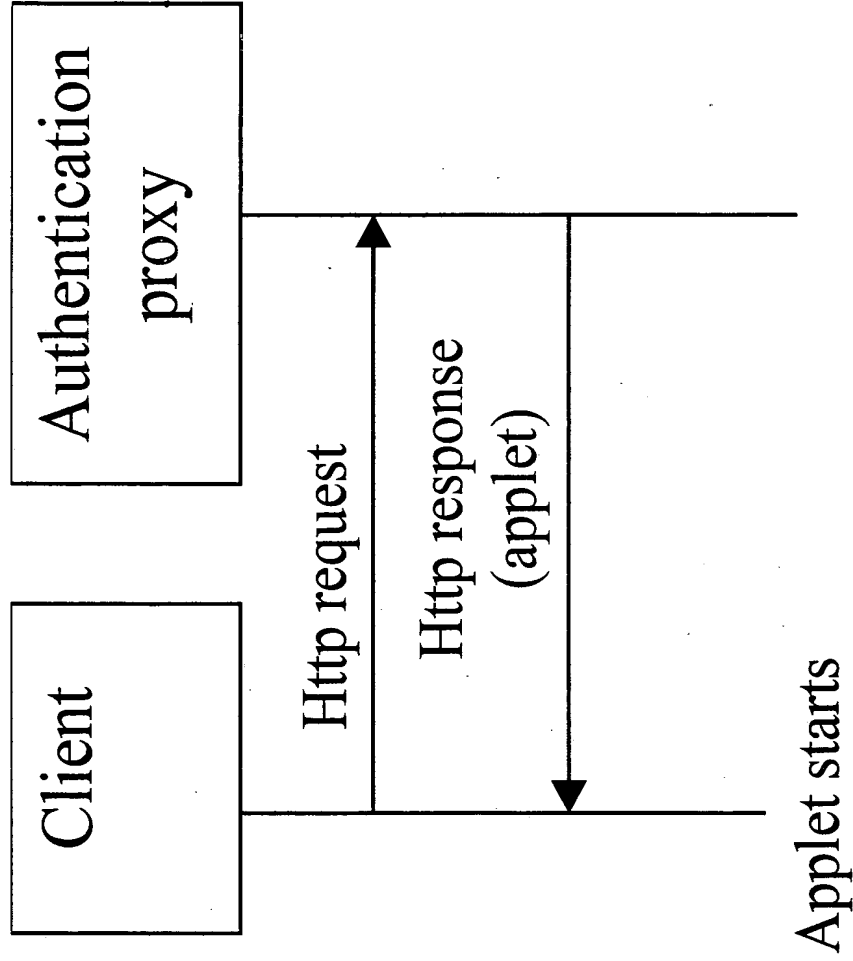 Client
Authentication
proxy
Http request
Http response
(applet)
Applet starts